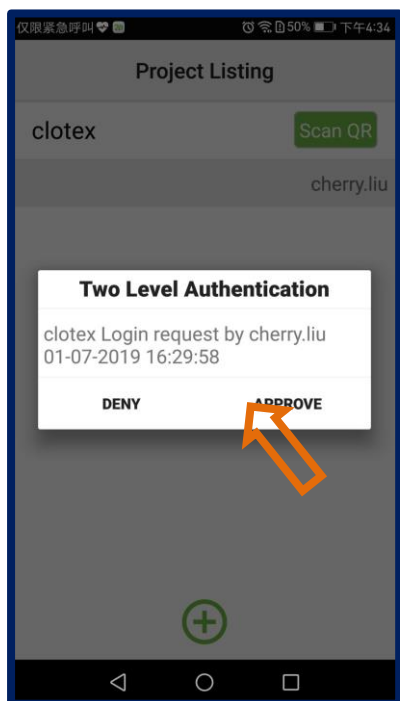 仅限紧急呼叫 50% 下午4:34
Project Listing
clotex Scan QR
cherry.liu
Two Level Authentication
clotex Login request by cherry.liu
01-07-2019 16:29:58
DENY APPROVE